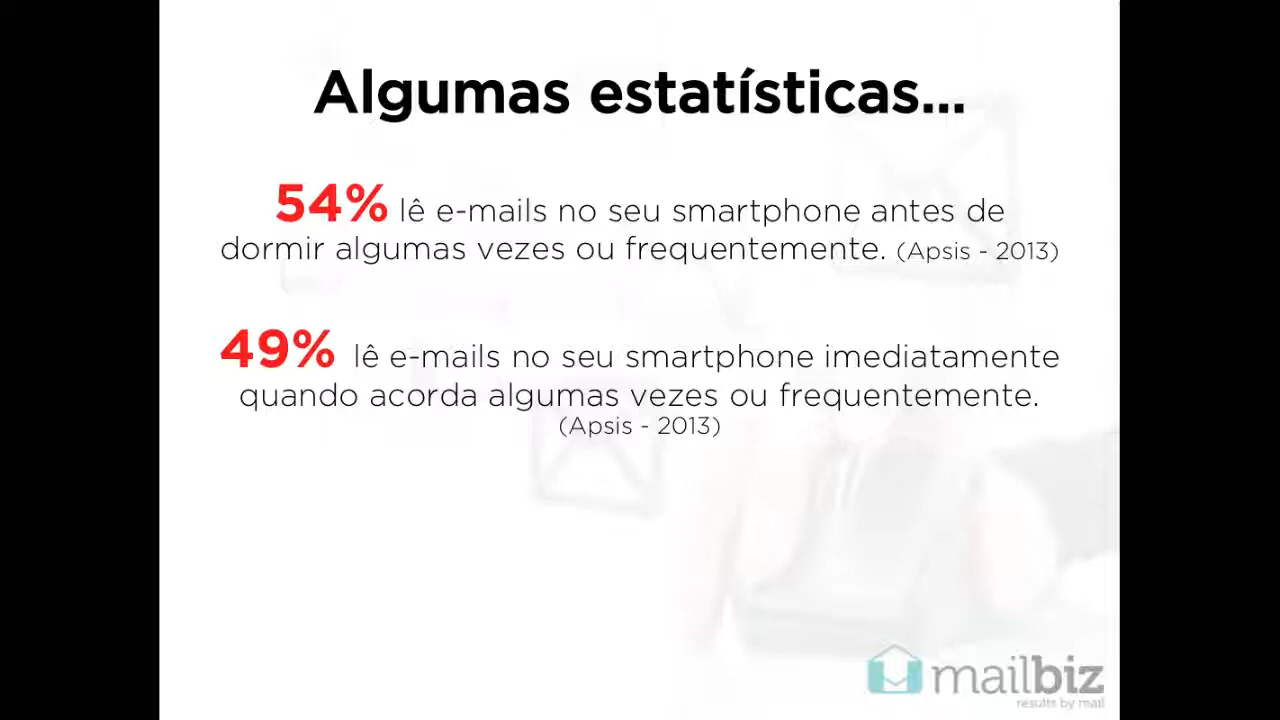 Algumas estatísticas...
54% lê e-mails no seu smartphone antes de
dormir algumas vezes ou frequentemente. (Apsis - 2013)
49% lê e-mails no seu smartphone imediatamente
quando acorda algumas vezes ou frequentemente.
(Apsis - 2013)
mailbiz
results by mail